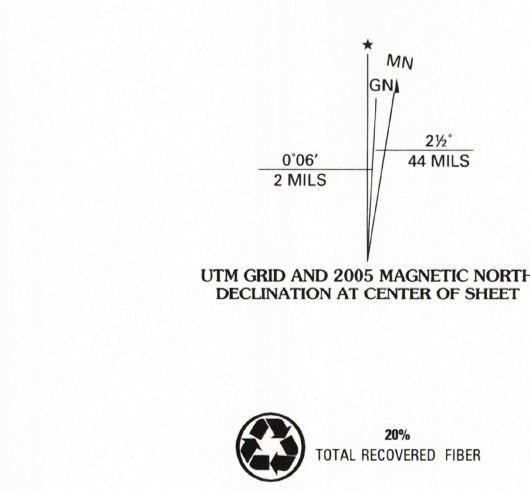 ★
MN
GN
2½°
44 MILS
0°06′
2 MILS
UTM GRID AND 2005 MAGNETIC NORTH
DECLINATION AT CENTER OF SHEET
20%
TOTAL RECOVERED FIBER